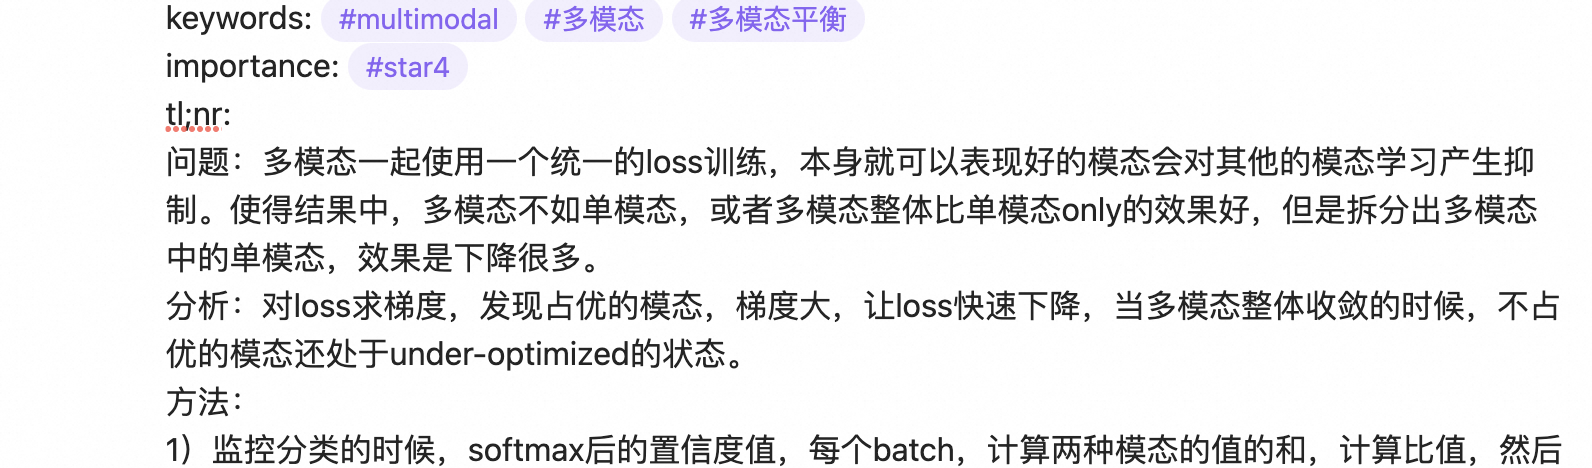 keywords: #multimodal #多模态 #多模态平衡
importance: #star4
tl;nr:
问题：多模态一起使用一个统一的loss训练，本身就可以表现好的模态会对其他的模态学习产生抑
制。使得结果中，多模态不如单模态，或者多模态整体比单模态only的效果好，但是拆分出多模态
中的单模态，效果是下降很多。
分析：对loss求梯度，发现占优的模态，梯度大，让loss快速下降，当多模态整体收敛的时候，不占
优的模态还处于under-optimized的状态。
方法：
1）监控分类的时候，softmax后的置信度值，每个batch，计算两种模态的值的和，计算比值，然后